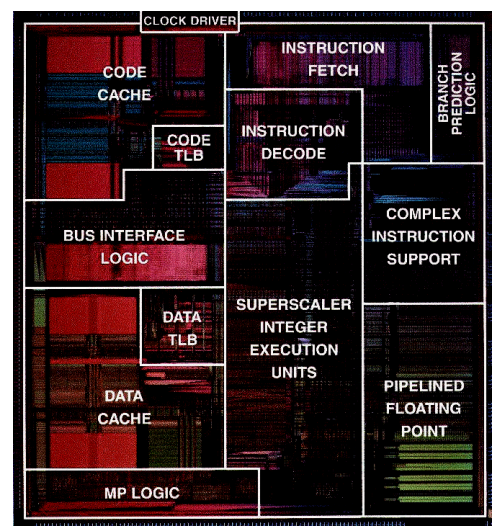 CLOCK DRIVER
CODE
CACHE
CODE
TLB
INSTRUCTION
FETCH
BRANCH
PREDICTION
LOGIC
INSTRUCTION
DECODE
BUS INTERFACE
LOGIC
COMPLEX
INSTRUCTION
SUPPORT
DATA
TLB
SUPERSCALER
INTEGER
EXECUTION
UNITS
DATA
CACHE
PIPELINED
FLOATING
POINT
MP LOGIC